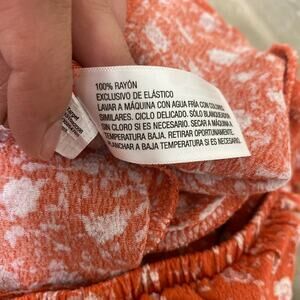 100% RAYÓN
EXCLUSIVO DE ELÁSTICO
LAVAR A MÁQUINA CON AGUA FRÍA CON COLORES
SIMILARES. CICLO DELICADO. SÓLO BLANQUEADOR
SIN CLORO SI ES NECESARIO. SECAR A MÁQUINA A
TEMPERATURA BAJA. RETIRAR OPORTUNAMENTE.
PLANCHAR A BAJA TEMPERATURA SI ES NECESARIO.
Target